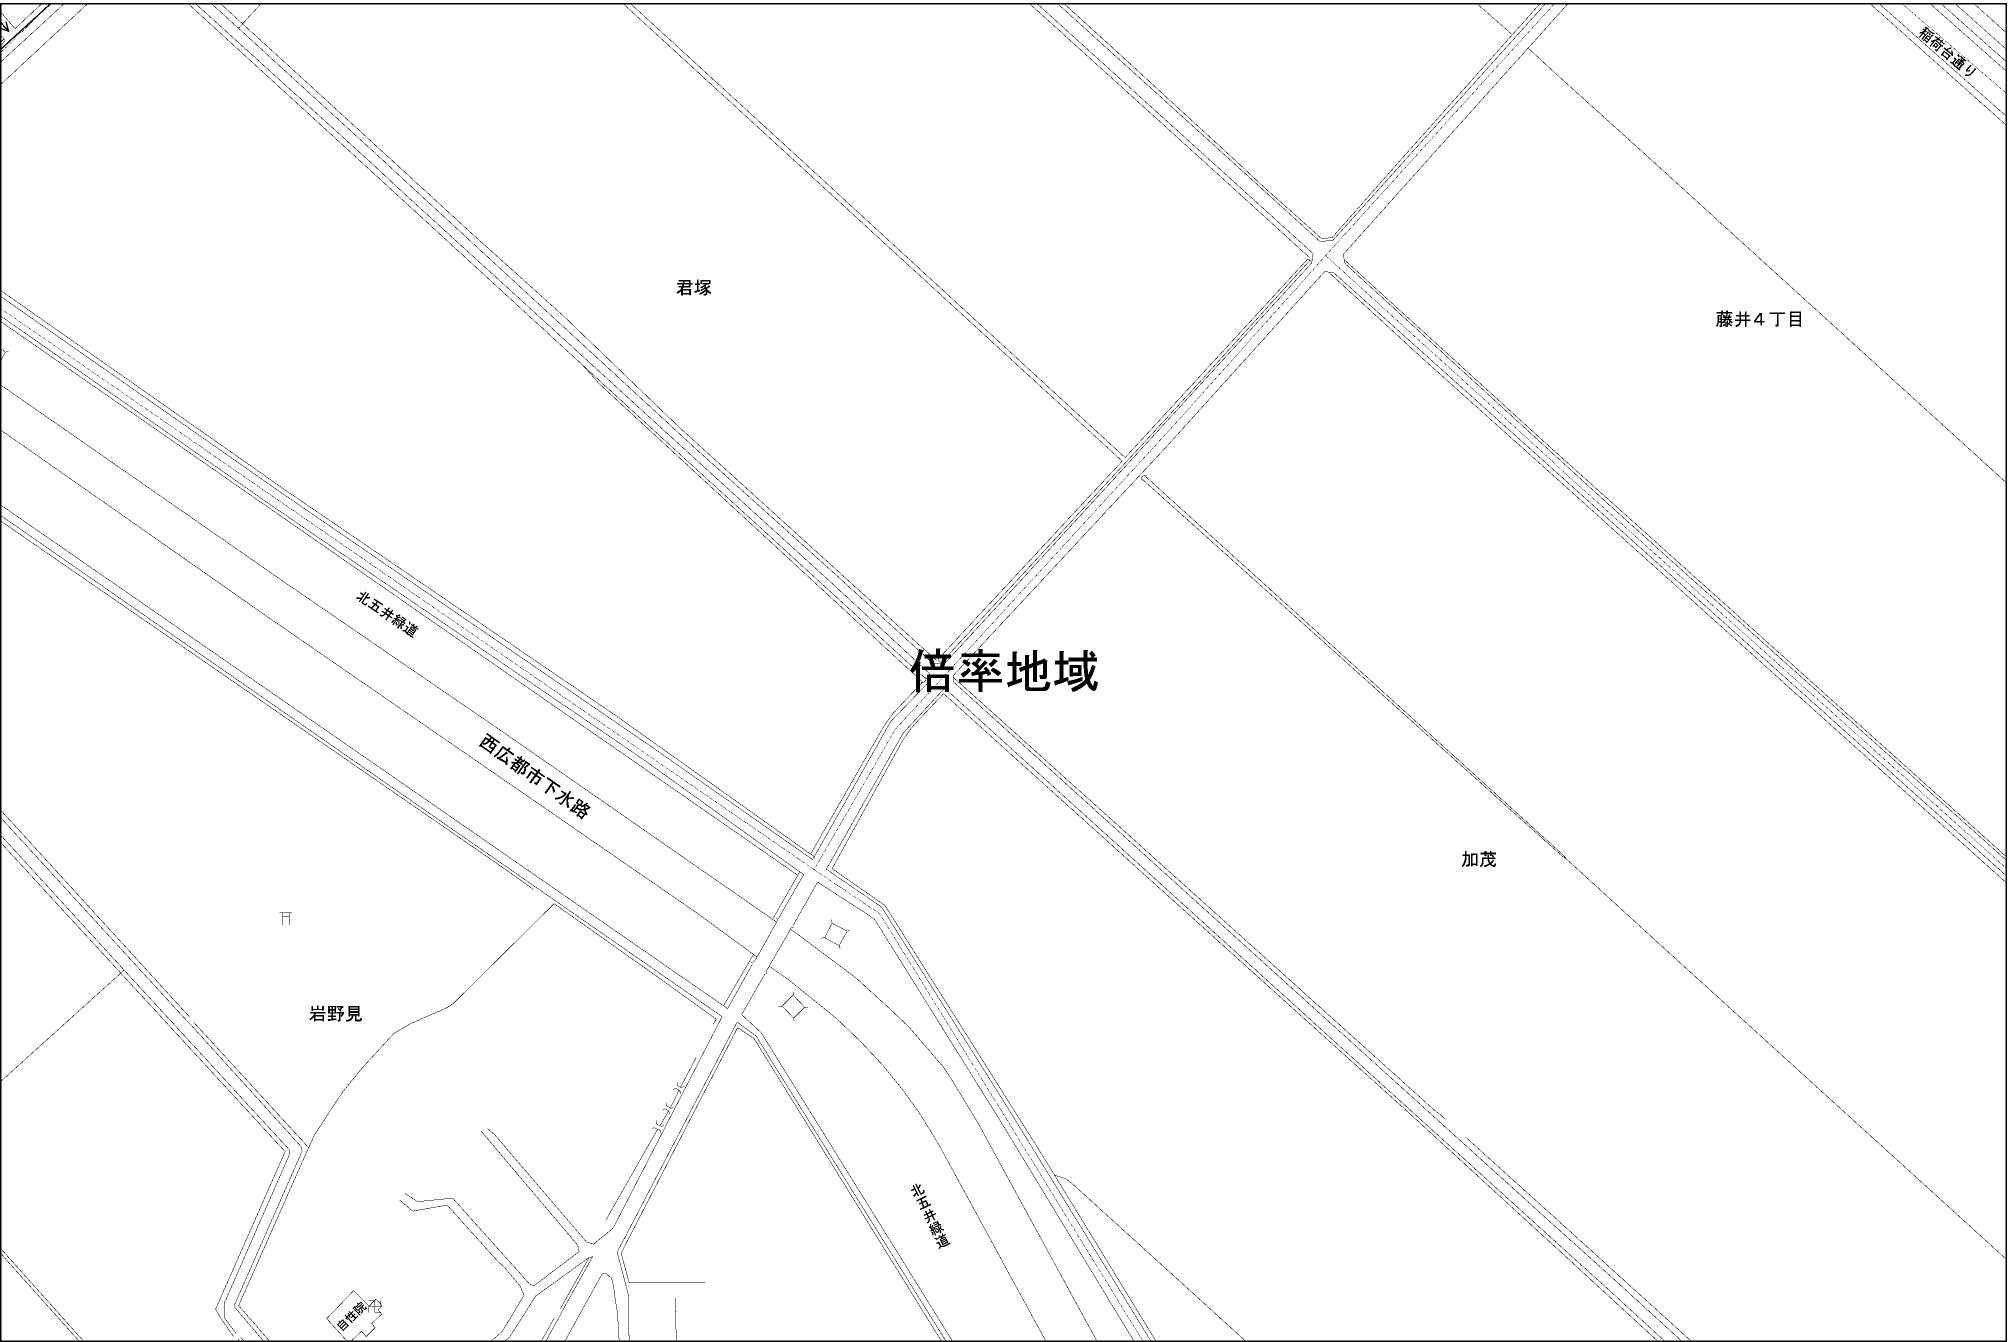 稲荷台通り
君塚
藤井４丁目
北五井緑道
倍率地域
西広都市下水路
加茂
岩野見
北五井緑道
自性院